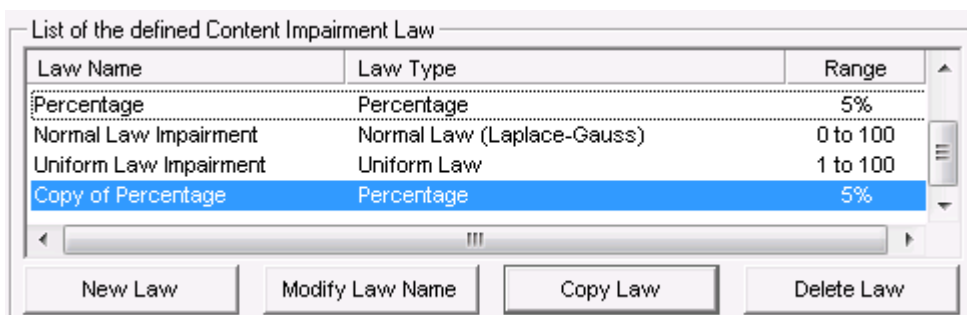 List of the defined Content Impairment Law
Law Name Law Type Range
Percentage Percentage 5%
Normal Law Impairment Normal Law (Laplace-Gauss) 0 to 100
Uniform Law Impairment Uniform Law 1 to 100
Copy of Percentage Percentage 5%
New Law Modify Law Name Copy Law Delete Law